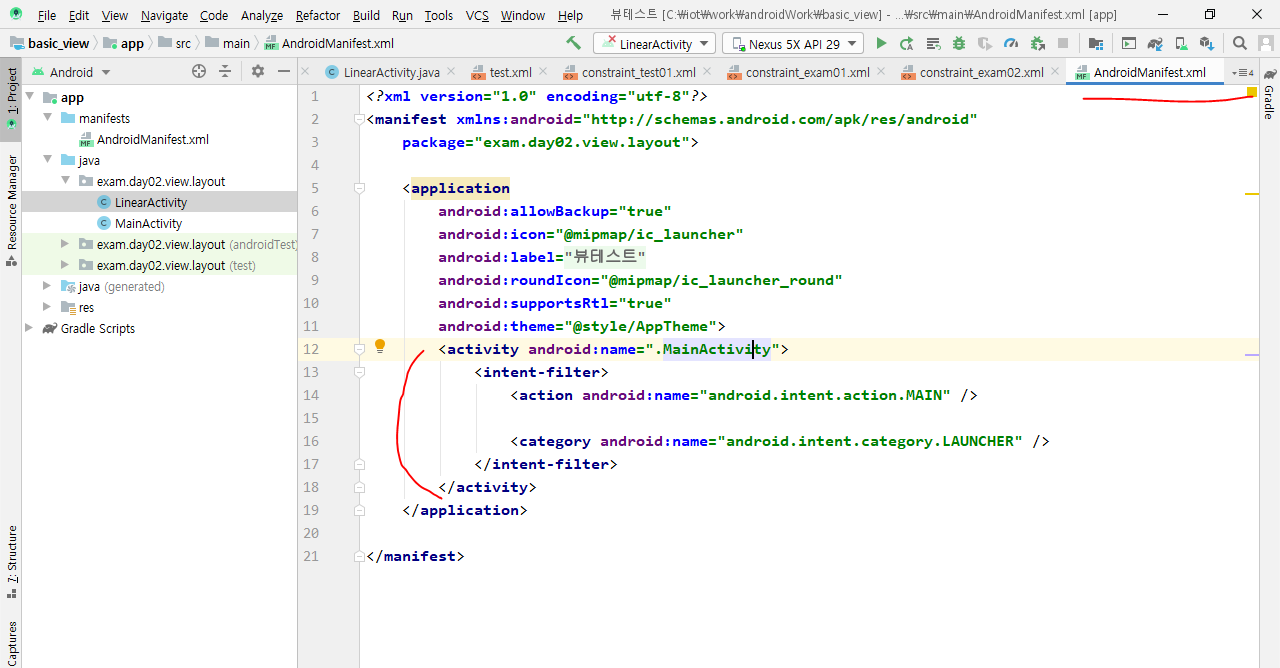 File Edit View Navigate Code Analyze Refactor Build Run Tools VCS Window Help 뷰테스트 [C:₩iot₩work₩androidWork₩basic_view] - ...₩src₩main₩AndroidManifest.xml [app]
basic_view app src main AndroidManifest.xml LinearActivity Nexus 5X API 29
Android LinearActivity.java test.xml constraint_test01.xml constraint_exam01.xml constraint_exam02.xml AndroidManifest.xml 4
1: Project
Resource Manager
7: Structure
Captures
app
manifests
AndroidManifest.xml
java
exam.day02.view.layout
LinearActivity
MainActivity
exam.day02.view.layout (androidTest)
exam.day02.view.layout (test)
java (generated)
res
Gradle Scripts
1 <?xml version="1.0" encoding="utf-8"?>
2 <manifest xmlns:android="http://schemas.android.com/apk/res/android"
3 package="exam.day02.view.layout">
4
5 <application
6 android:allowBackup="true"
7 android:icon="@mipmap/ic_launcher"
8 android:label="뷰테스트"
9 android:roundIcon="@mipmap/ic_launcher_round"
10 android:supportsRtl="true"
11 android:theme="@style/AppTheme">
12 <activity android:name=".MainActivity">
13 <intent-filter>
14 <action android:name="android.intent.action.MAIN" />
15
16 <category android:name="android.intent.category.LAUNCHER" />
17 </intent-filter>
18 </activity>
19 </application>
20
21 </manifest>
Gradle